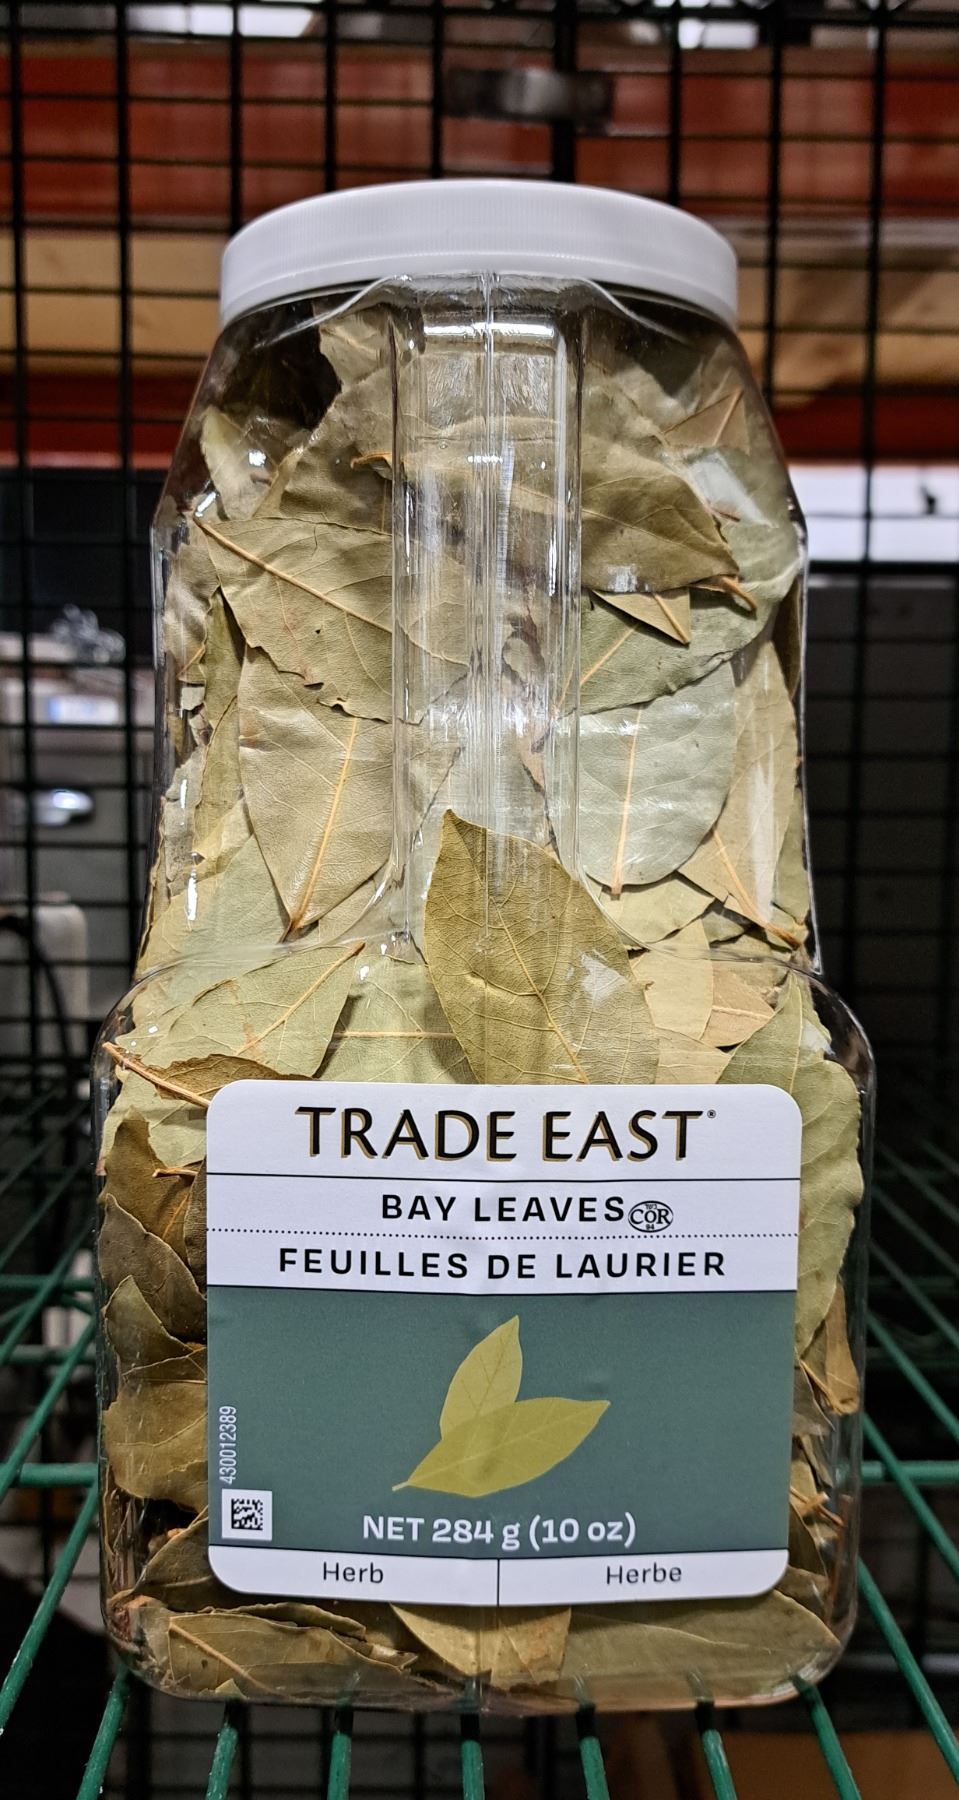 TRADE EAST®
BAY LEAVES COR
FEUILLES DE LAURIER
430012389
NET 284 g (10 oz)
Herb
Herbe